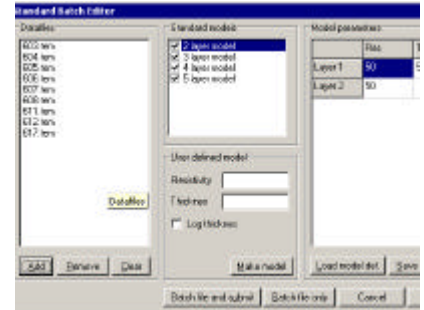 Standard Batch Editor
Datafiles
603.tem
604.tem
605.tem
606.tem
607.tem
608.tem
611.tem
612.tem
617.tem
Datafiles
Add
Remove
Clear
Standard models
2 layer model
3 layer model
4 layer model
5 layer model
User defined model
Resistivity
Thickness
Log thickness
Make model
Model parameters
Res
Layer 1 50
Layer 2 50
Load model def.
Save
Batch file and submit
Batch file only
Cancel